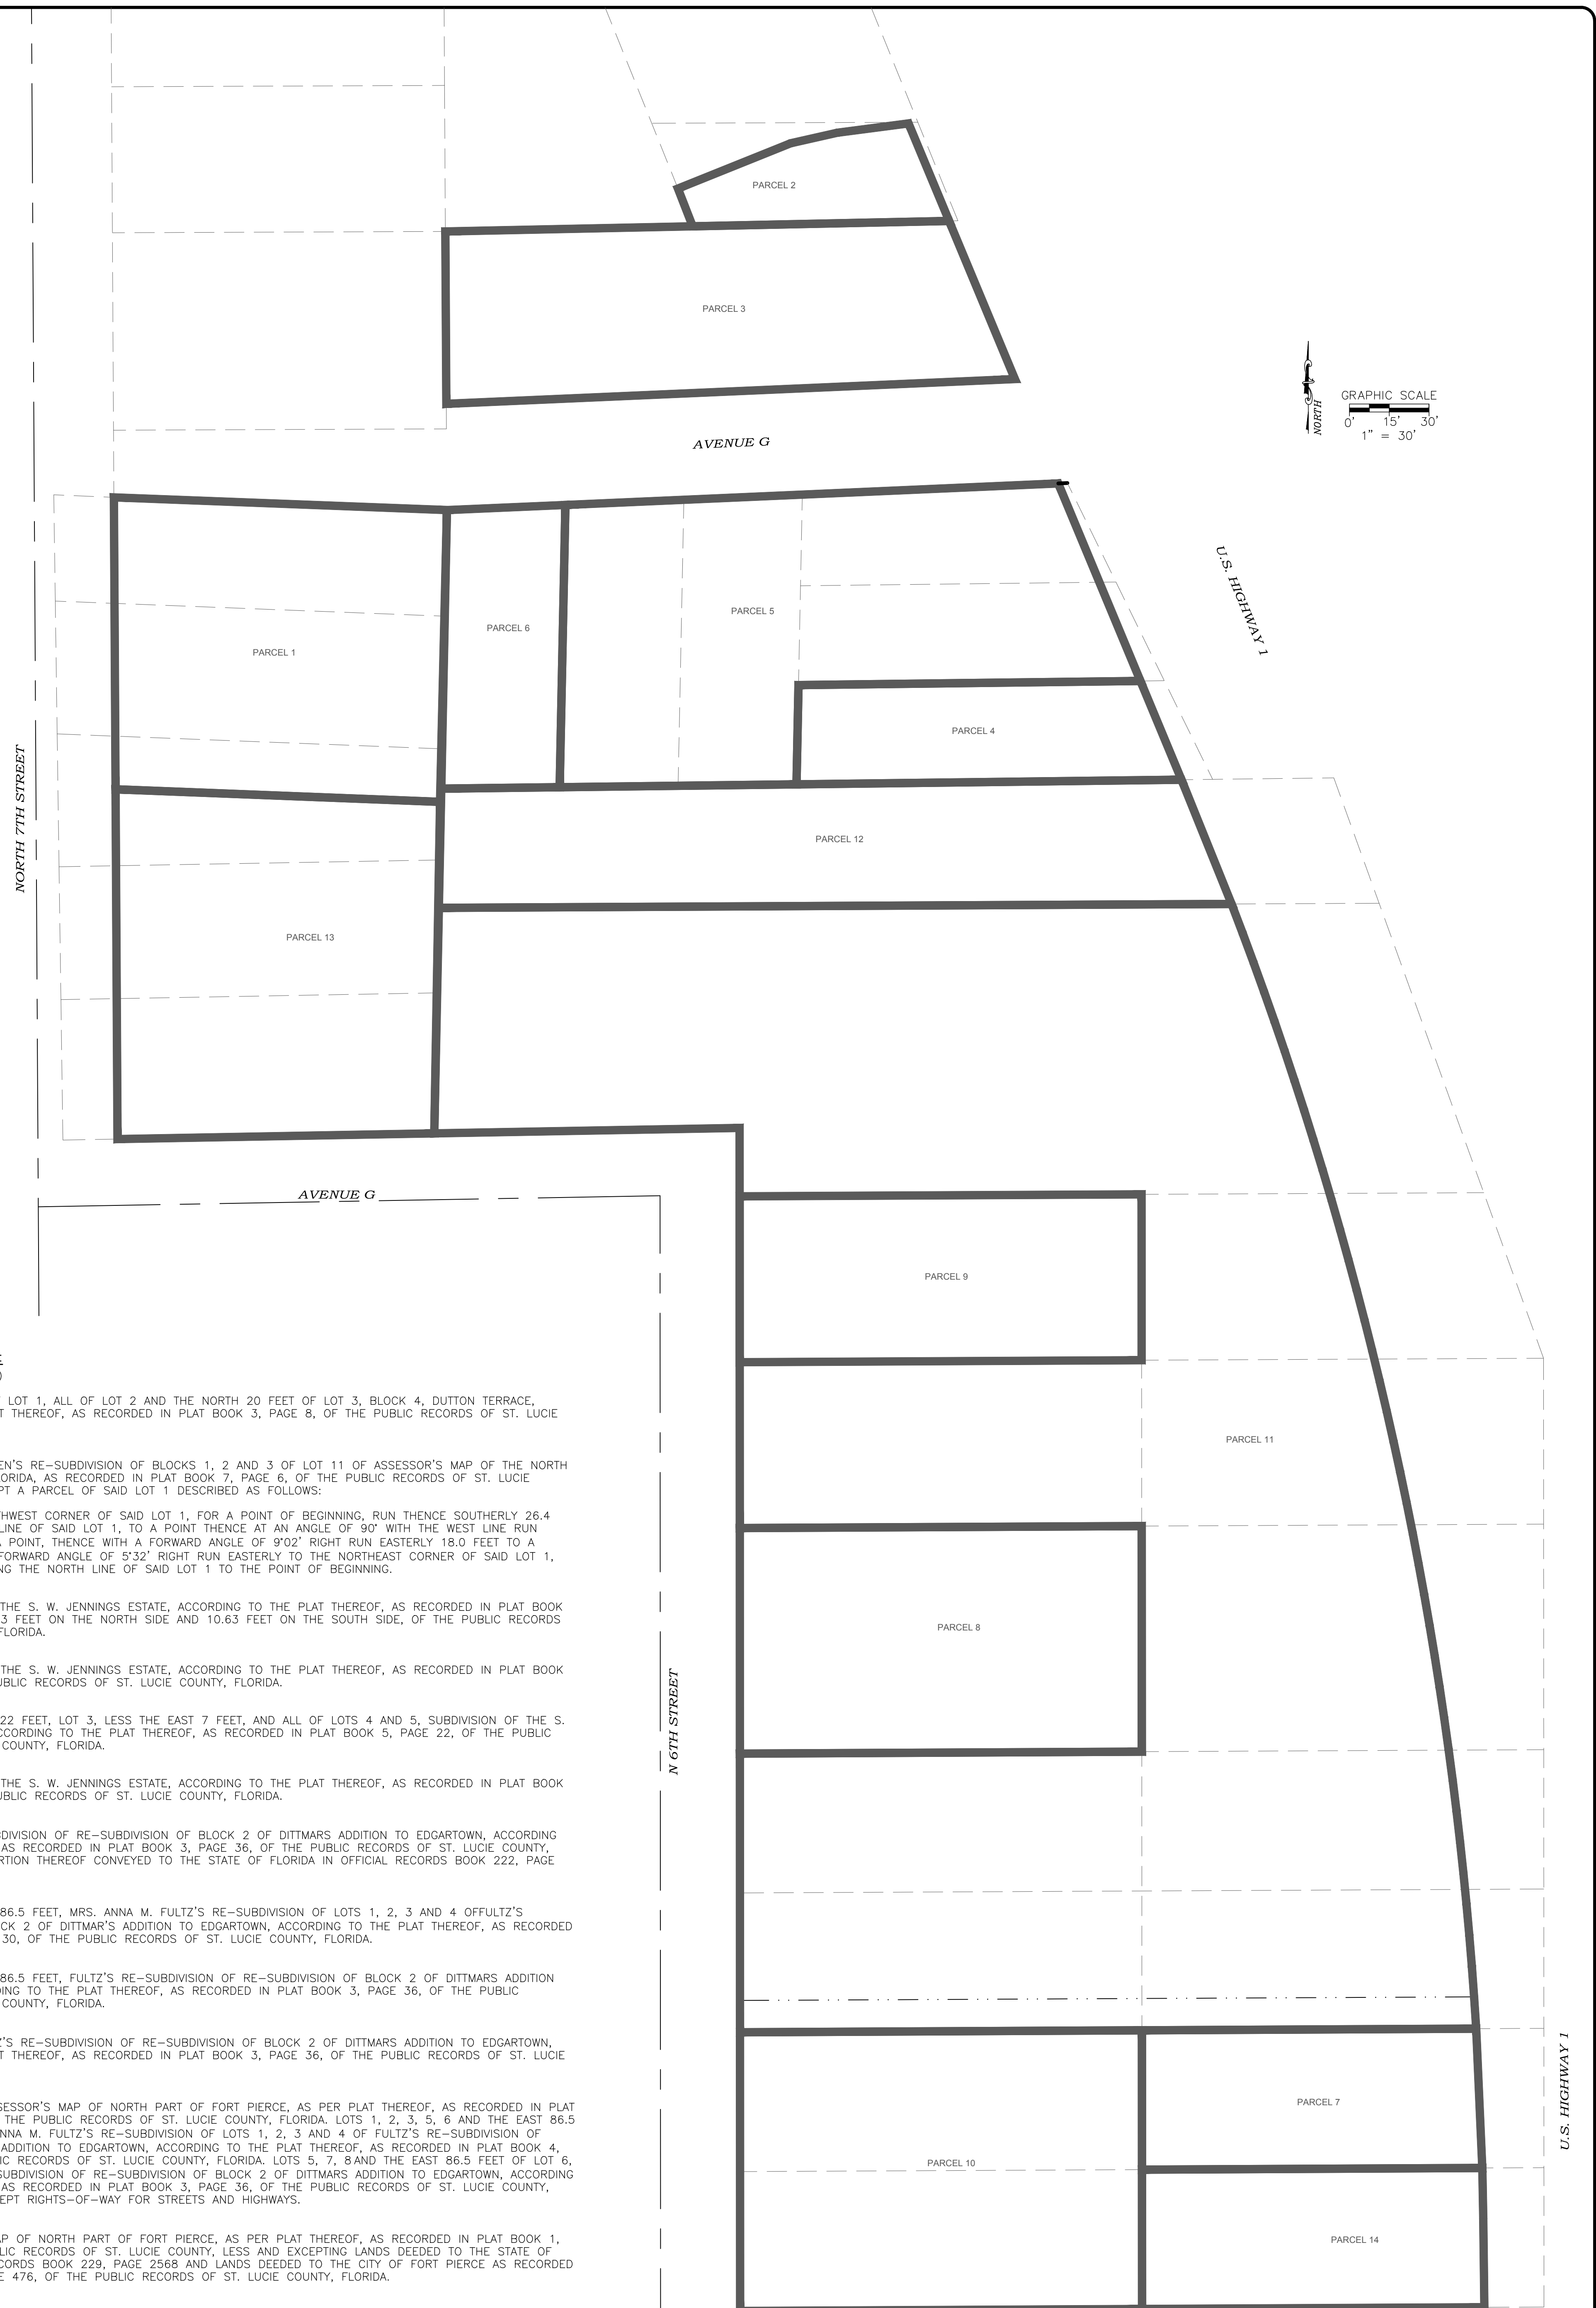 PARCEL 2
PARCEL 3
NORTH
GRAPHIC SCALE
0' 15' 30'
1" = 30'
AVENUE G
U.S. HIGHWAY 1
PARCEL 1
PARCEL 6
PARCEL 5
PARCEL 4
NORTH 7TH STREET
PARCEL 12
PARCEL 13
AVENUE G
PARCEL 9
PARCEL 11
PARCEL 8
N 6TH STREET
PARCEL 7
PARCEL 10
PARCEL 14
U.S. HIGHWAY 1
LOT 1, ALL OF LOT 2 AND THE NORTH 20 FEET OF LOT 3, BLOCK 4, DUTTON TERRACE,
T THEREOF, AS RECORDED IN PLAT BOOK 3, PAGE 8, OF THE PUBLIC RECORDS OF ST. LUCIE
EN'S RE-SUBDIVISION OF BLOCKS 1, 2 AND 3 OF LOT 11 OF ASSESSOR'S MAP OF THE NORTH
ORIDA, AS RECORDED IN PLAT BOOK 7, PAGE 6, OF THE PUBLIC RECORDS OF ST. LUCIE
PT A PARCEL OF SAID LOT 1 DESCRIBED AS FOLLOWS:
THWEST CORNER OF SAID LOT 1, FOR A POINT OF BEGINNING, RUN THENCE SOUTHERLY 26.4
LINE OF SAID LOT 1, TO A POINT THENCE AT AN ANGLE OF 90° WITH THE WEST LINE RUN
A POINT, THENCE WITH A FORWARD ANGLE OF 9°02' RIGHT RUN EASTERLY 18.0 FEET TO A
FORWARD ANGLE OF 5°32' RIGHT RUN EASTERLY TO THE NORTHEAST CORNER OF SAID LOT 1,
NG THE NORTH LINE OF SAID LOT 1 TO THE POINT OF BEGINNING.
THE S. W. JENNINGS ESTATE, ACCORDING TO THE PLAT THEREOF, AS RECORDED IN PLAT BOOK
3 FEET ON THE NORTH SIDE AND 10.63 FEET ON THE SOUTH SIDE, OF THE PUBLIC RECORDS
FLORIDA.
THE S. W. JENNINGS ESTATE, ACCORDING TO THE PLAT THEREOF, AS RECORDED IN PLAT BOOK
UBLIC RECORDS OF ST. LUCIE COUNTY, FLORIDA.
22 FEET, LOT 3, LESS THE EAST 7 FEET, AND ALL OF LOTS 4 AND 5, SUBDIVISION OF THE S.
CCORDING TO THE PLAT THEREOF, AS RECORDED IN PLAT BOOK 5, PAGE 22, OF THE PUBLIC
COUNTY, FLORIDA.
THE S. W. JENNINGS ESTATE, ACCORDING TO THE PLAT THEREOF, AS RECORDED IN PLAT BOOK
UBLIC RECORDS OF ST. LUCIE COUNTY, FLORIDA.
BDIVISION OF RE-SUBDIVISION OF BLOCK 2 OF DITTMARS ADDITION TO EDGARTOWN, ACCORDING
AS RECORDED IN PLAT BOOK 3, PAGE 36, OF THE PUBLIC RECORDS OF ST. LUCIE COUNTY,
RTION THEREOF CONVEYED TO THE STATE OF FLORIDA IN OFFICIAL RECORDS BOOK 222, PAGE
86.5 FEET, MRS. ANNA M. FULTZ'S RE-SUBDIVISION OF LOTS 1, 2, 3 AND 4 OFFULTZ'S
CK 2 OF DITTMAR'S ADDITION TO EDGARTOWN, ACCORDING TO THE PLAT THEREOF, AS RECORDED
30, OF THE PUBLIC RECORDS OF ST. LUCIE COUNTY, FLORIDA.
86.5 FEET, FULTZ'S RE-SUBDIVISION OF RE-SUBDIVISION OF BLOCK 2 OF DITTMARS ADDITION
DING TO THE PLAT THEREOF, AS RECORDED IN PLAT BOOK 3, PAGE 36, OF THE PUBLIC
COUNTY, FLORIDA.
Z'S RE-SUBDIVISION OF RE-SUBDIVISION OF BLOCK 2 OF DITTMARS ADDITION TO EDGARTOWN,
T THEREOF, AS RECORDED IN PLAT BOOK 3, PAGE 36, OF THE PUBLIC RECORDS OF ST. LUCIE
SESSOR'S MAP OF NORTH PART OF FORT PIERCE, AS PER PLAT THEREOF, AS RECORDED IN PLAT
THE PUBLIC RECORDS OF ST. LUCIE COUNTY, FLORIDA. LOTS 1, 2, 3, 5, 6 AND THE EAST 86.5
NNA M. FULTZ'S RE-SUBDIVISION OF LOTS 1, 2, 3 AND 4 OF FULTZ'S RE-SUBDIVISION OF
ADDITION TO EDGARTOWN, ACCORDING TO THE PLAT THEREOF, AS RECORDED IN PLAT BOOK 4,
IC RECORDS OF ST. LUCIE COUNTY, FLORIDA. LOTS 5, 7, 8 AND THE EAST 86.5 FEET OF LOT 6,
SUBDIVISION OF RE-SUBDIVISION OF BLOCK 2 OF DITTMARS ADDITION TO EDGARTOWN, ACCORDING
AS RECORDED IN PLAT BOOK 3, PAGE 36, OF THE PUBLIC RECORDS OF ST. LUCIE COUNTY,
EPT RIGHTS-OF-WAY FOR STREETS AND HIGHWAYS.
AP OF NORTH PART OF FORT PIERCE, AS PER PLAT THEREOF, AS RECORDED IN PLAT BOOK 1,
LIC RECORDS OF ST. LUCIE COUNTY, LESS AND EXCEPTING LANDS DEEDED TO THE STATE OF
CORDS BOOK 229, PAGE 2568 AND LANDS DEEDED TO THE CITY OF FORT PIERCE AS RECORDED
E 476, OF THE PUBLIC RECORDS OF ST. LUCIE COUNTY, FLORIDA.